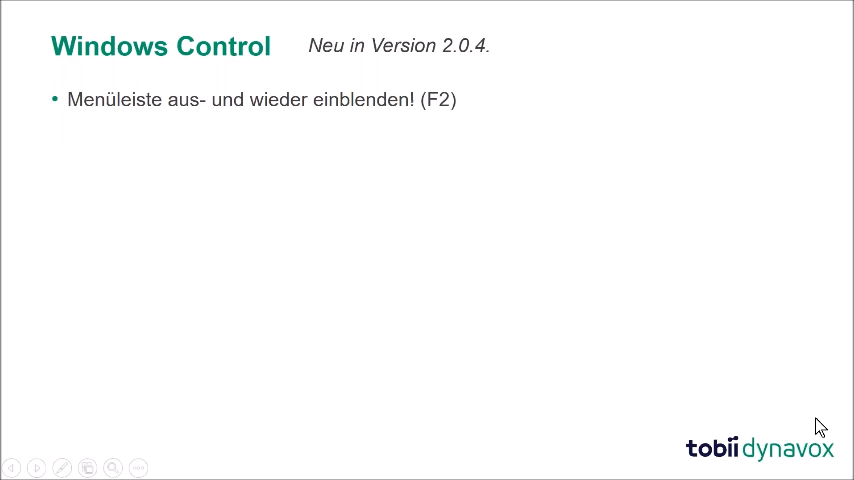 Windows Control
Neu in Version 2.0.4.
• Menüleiste aus- und wieder einblenden! (F2)
tobii dynavox